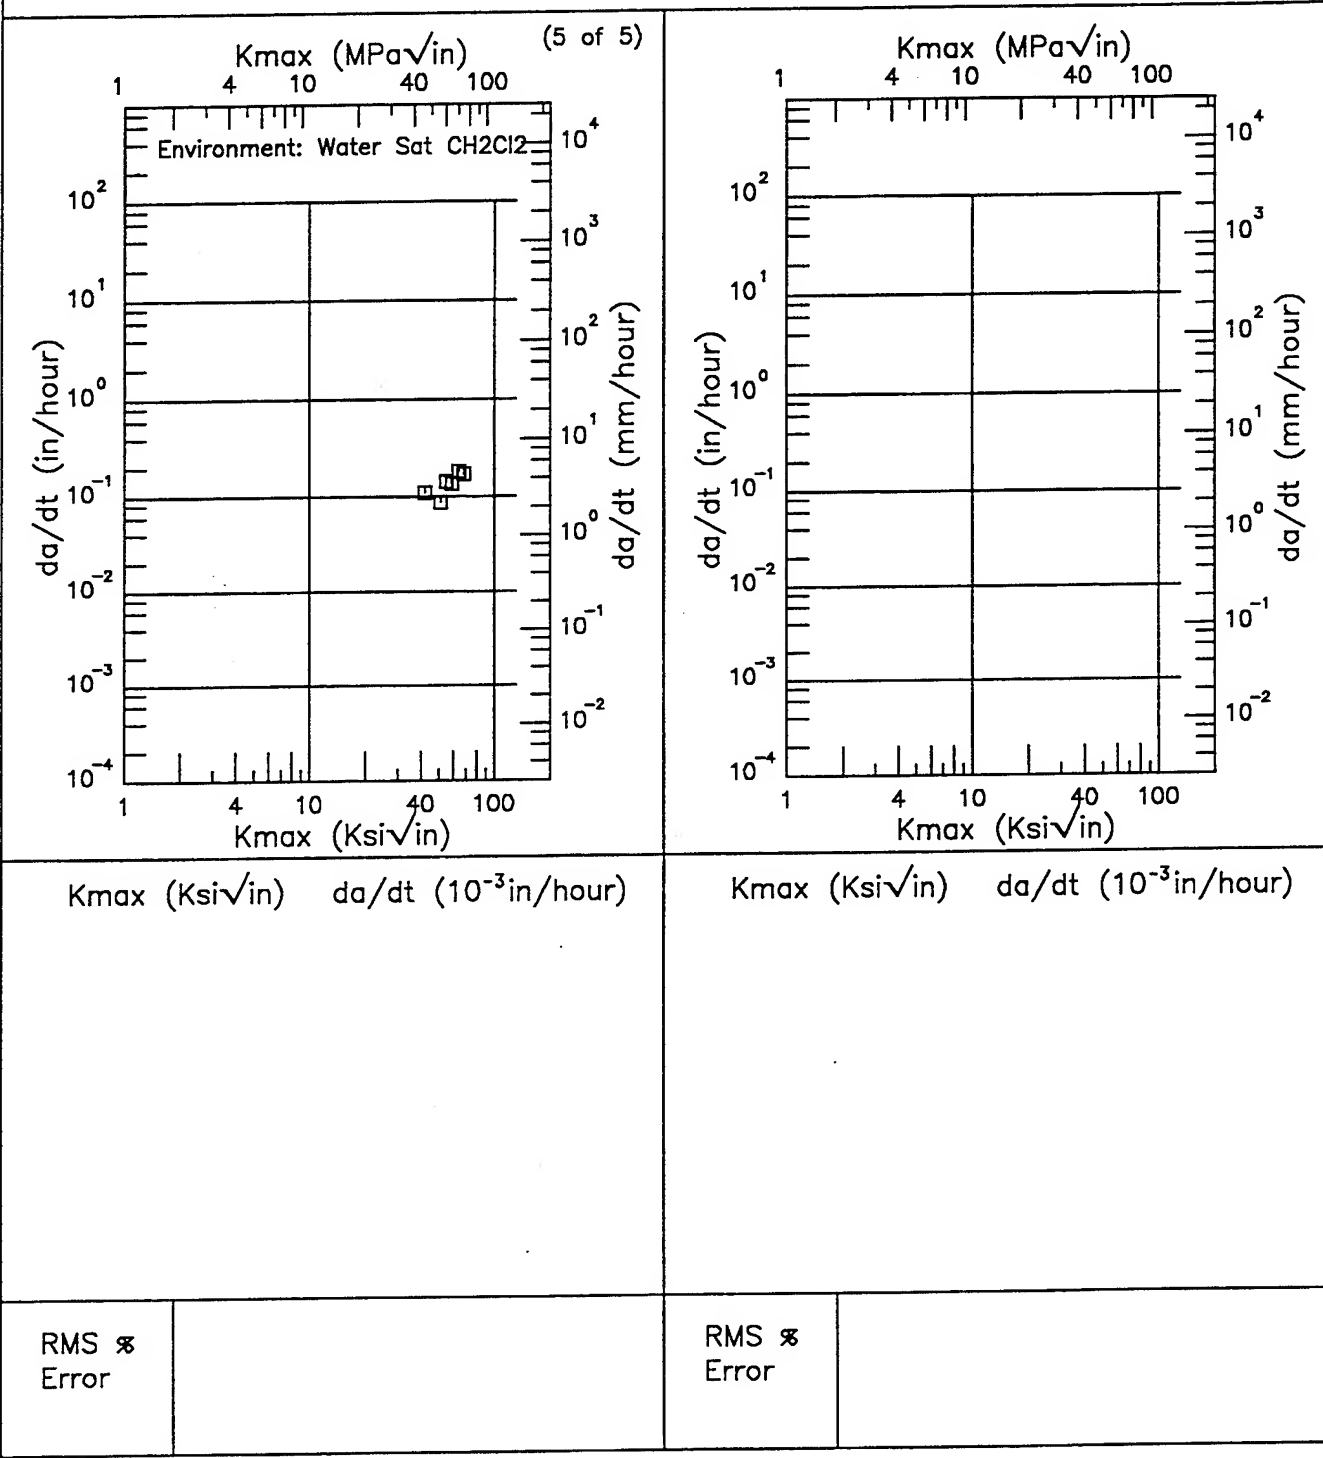 (5 of 5)
Kmax (MPa√in)
1 4 10 40 100
Environment: Water Sat CH2Cl2
da/dt (in/hour)
10^2
10^1
10^0
10^-1
10^-2
10^-3
10^-4
10^4
10^3
10^2
10^1
10^0
10^-1
10^-2
da/dt (mm/hour)
1 4 10 40 100
Kmax (Ksi√in)
Kmax (MPa√in)
1 4 10 40 100
da/dt (in/hour)
10^2
10^1
10^0
10^-1
10^-2
10^-3
10^-4
10^4
10^3
10^2
10^1
10^0
10^-1
10^-2
da/dt (mm/hour)
1 4 10 40 100
Kmax (Ksi√in)
Kmax (Ksi√in) da/dt (10^-3in/hour)
Kmax (Ksi√in) da/dt (10^-3in/hour)
RMS %
Error
RMS %
Error